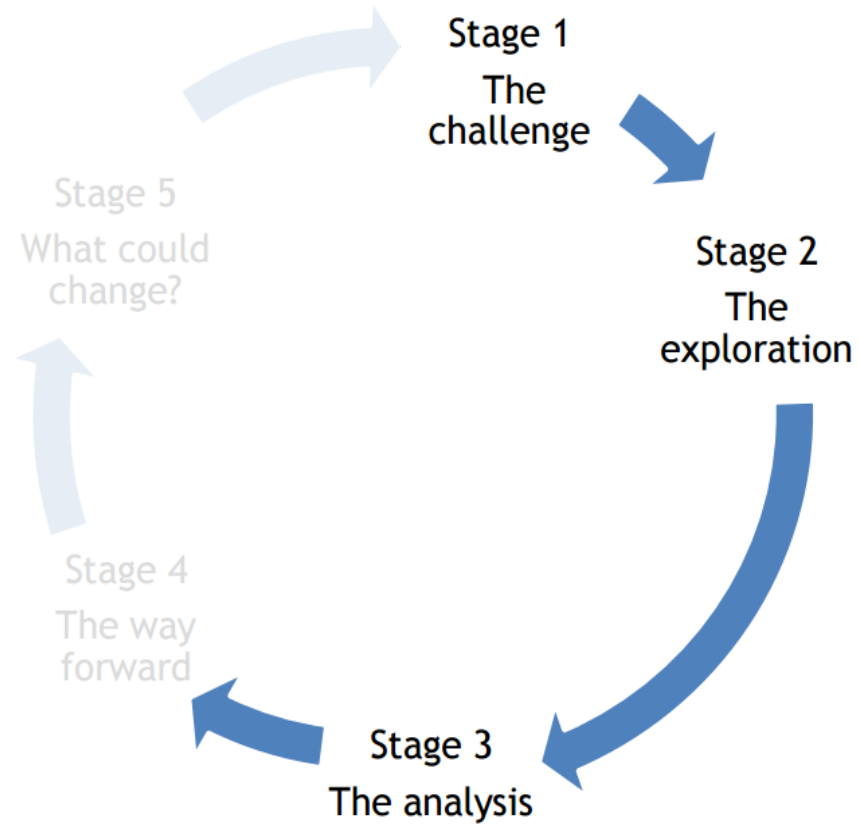 Stage 1
The
challenge
Stage 2
The
exploration
Stage 3
The analysis
Stage 4
The way
forward
Stage 5
What could
change?